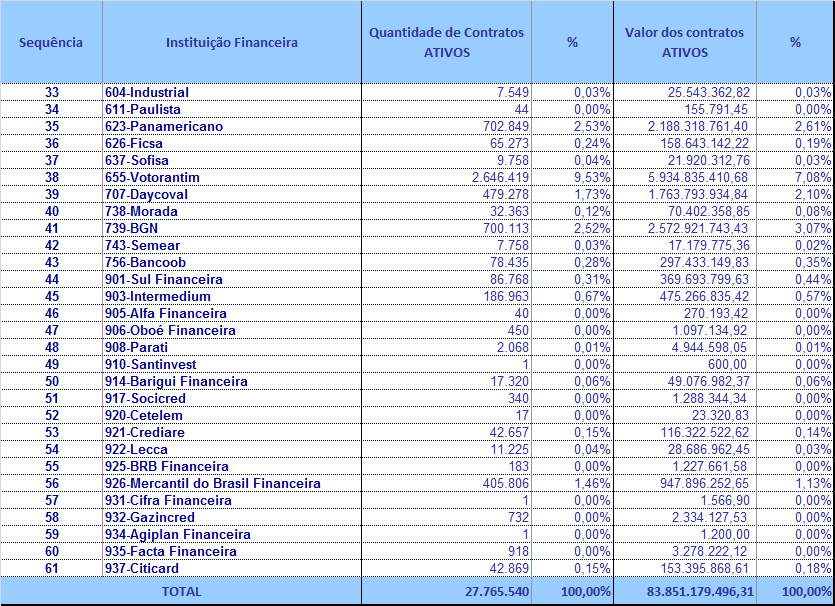 Sequência Instituição Financeira Quantidade de Contratos ATIVOS % Valor dos contratos ATIVOS %
33 604-Industrial 7.549 0,03% 25.543.362,82 0,03%
34 611-Paulista 44 0,00% 155.791,45 0,00%
35 623-Panamericano 702.849 2,53% 2.188.318.761,40 2,61%
36 626-Ficsa 65.273 0,24% 158.643.142,22 0,19%
37 637-Sofisa 9.758 0,04% 21.920.312,76 0,03%
38 655-Votorantim 2.646.419 9,53% 5.934.835.410,68 7,08%
39 707-Daycoval 479.278 1,73% 1.763.793.934,84 2,10%
40 738-Morada 32.363 0,12% 70.402.358,85 0,08%
41 739-BGN 700.113 2,52% 2.572.921.743,43 3,07%
42 743-Semear 7.758 0,03% 17.179.775,36 0,02%
43 756-Bancoob 78.435 0,28% 297.433.149,83 0,35%
44 901-Sul Financeira 86.768 0,31% 369.693.799,63 0,44%
45 903-Intermedium 186.963 0,67% 475.266.835,42 0,57%
46 905-Alfa Financeira 40 0,00% 270.193,42 0,00%
47 906-Oboé Financeira 450 0,00% 1.097.134,92 0,00%
48 908-Parati 2.068 0,01% 4.944.598,05 0,01%
49 910-Santinvest 1 0,00% 600,00 0,00%
50 914-Barigui Financeira 17.320 0,06% 49.076.982,37 0,06%
51 917-Socicred 340 0,00% 1.288.344,34 0,00%
52 920-Cetelem 17 0,00% 23.320,83 0,00%
53 921-Crediare 42.657 0,15% 116.322.522,62 0,14%
54 922-Lecca 11.225 0,04% 28.686.962,45 0,03%
55 925-BRB Financeira 183 0,00% 1.227.661,58 0,00%
56 926-Mercantil do Brasil Financeira 405.806 1,46% 947.896.252,65 1,13%
57 931-Cifra Financeira 1 0,00% 1.566,90 0,00%
58 932-Gazincred 732 0,00% 2.334.127,53 0,00%
59 934-Agiplan Financeira 1 0,00% 1.200,00 0,00%
60 935-Facta Financeira 918 0,00% 3.278.222,12 0,00%
61 937-Citicard 42.869 0,15% 153.395.868,61 0,18%
TOTAL 27.765.540 100,00% 83.851.179.496,31 100,00%